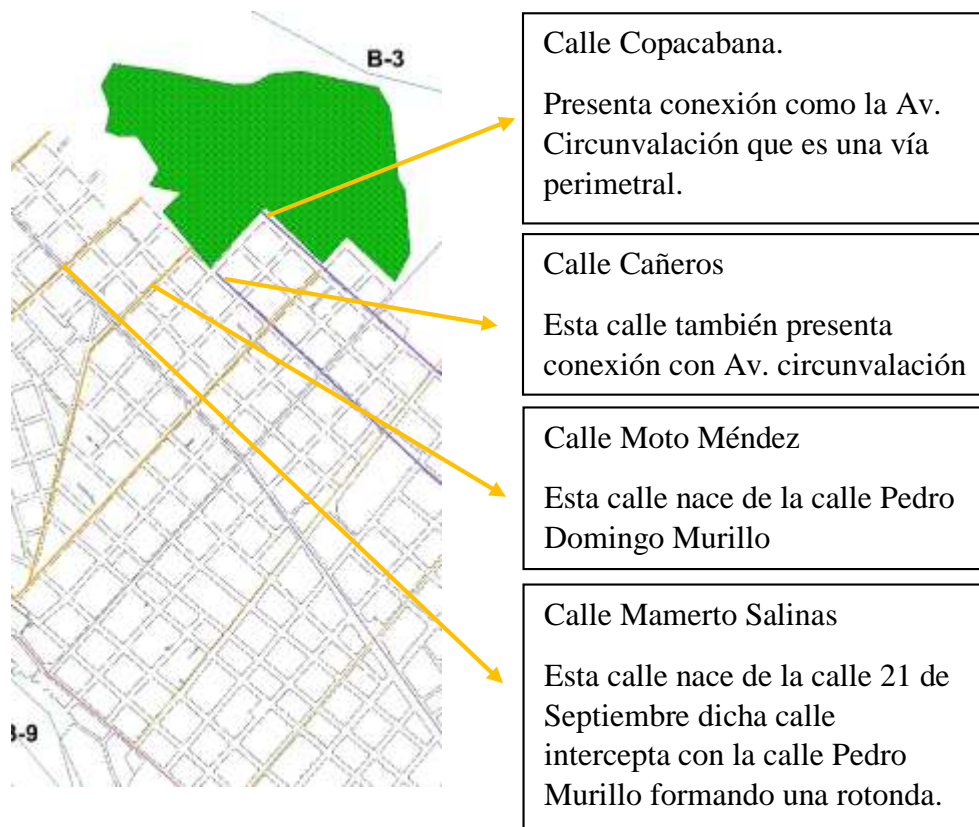 B-3
Calle Copacabana.
Presenta conexión como la Av.
Circunvalación que es una vía
perimetral.
Calle Cañeros
Esta calle también presenta
conexión con Av. circunvalación
Calle Moto Méndez
Esta calle nace de la calle Pedro
Domingo Murillo
Calle Mamerto Salinas
Esta calle nace de la calle 21 de
Septiembre dicha calle
intercepta con la calle Pedro
Murillo formando una rotonda.
-9